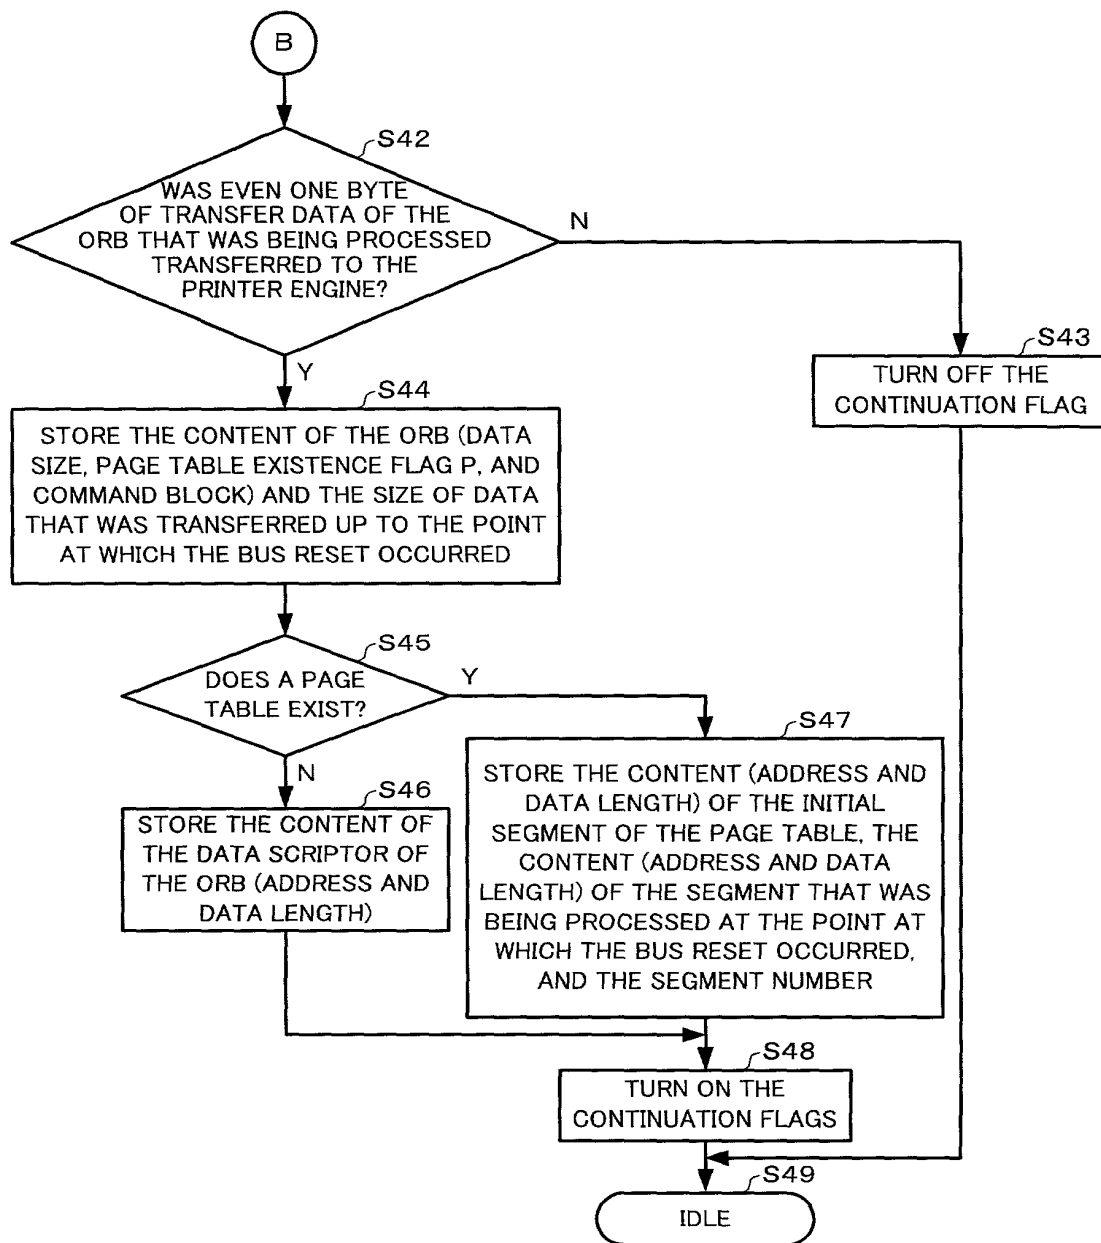 B
S42
WAS EVEN ONE BYTE
OF TRANSFER DATA OF THE
ORB THAT WAS BEING PROCESSED
TRANSFERRED TO THE
PRINTER ENGINE?
N
Y
S43
TURN OFF THE
CONTINUATION FLAG
S44
STORE THE CONTENT OF THE ORB (DATA
SIZE, PAGE TABLE EXISTENCE FLAG P, AND
COMMAND BLOCK) AND THE SIZE OF DATA
THAT WAS TRANSFERRED UP TO THE POINT
AT WHICH THE BUS RESET OCCURRED
S45
DOES A PAGE
TABLE EXIST?
Y
N
S46
STORE THE CONTENT OF
THE DATA SCRIPTOR OF
THE ORB (ADDRESS AND
DATA LENGTH)
S47
STORE THE CONTENT (ADDRESS AND
DATA LENGTH) OF THE INITIAL
SEGMENT OF THE PAGE TABLE, THE
CONTENT (ADDRESS AND DATA
LENGTH) OF THE SEGMENT THAT WAS
BEING PROCESSED AT THE POINT AT
WHICH THE BUS RESET OCCURRED,
AND THE SEGMENT NUMBER
S48
TURN ON THE
CONTINUATION FLAGS
S49
IDLE